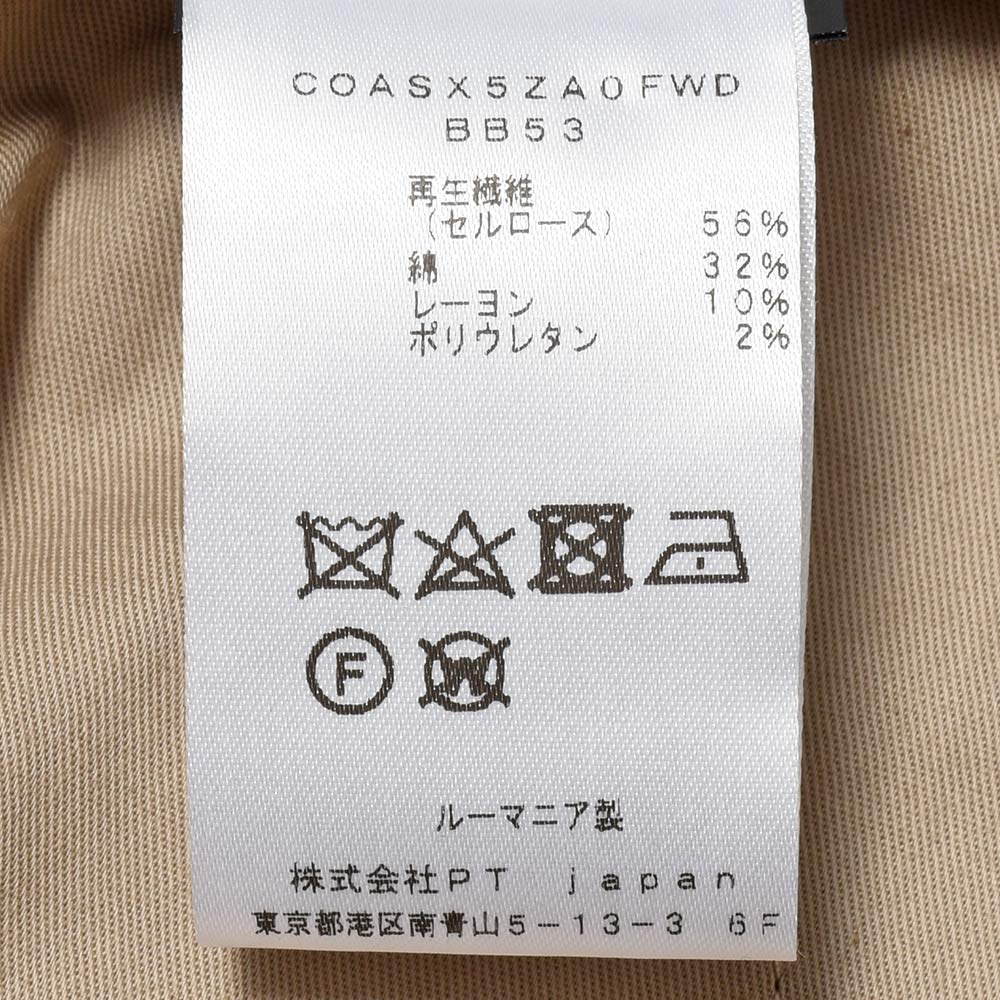 COASX5ZA0FWD
BB53
再生繊維
（セルロース） 56%
綿 32%
レーヨン 10%
ポリウレタン 2%
F
W
ルーマニア製
株式会社PT japan
東京都港区南青山5-13-3 6F